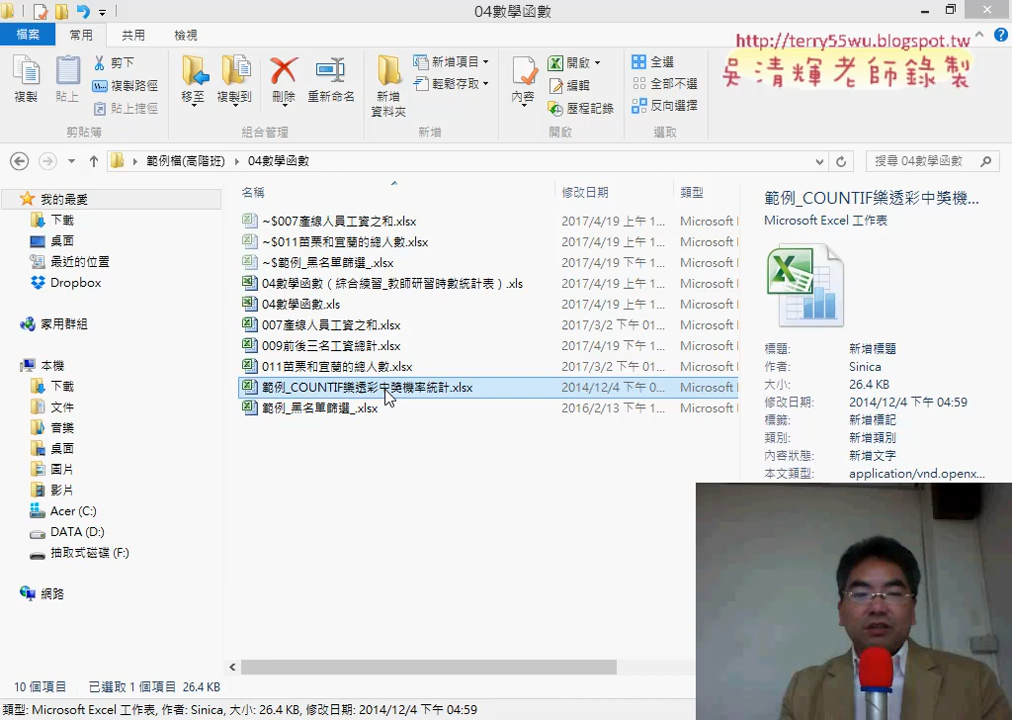 04數學函數
檔案 常用 共用 檢視
http://terry55wu.blogspot.tw
吳清輝老師錄製
複製 貼上 剪下 複製路徑 貼上捷徑
移至 複製到 刪除 重新命名
新增資料夾 新增項目 輕鬆存取
內容 開啟 編輯 歷程記錄
全選 全部不選 反向選擇
剪貼簿 組合管理 新增 開啟 選取
範例檔(高階班) 04數學函數 搜尋 04數學函數
我的最愛
下載
桌面
最近的位置
Dropbox
家用群組
本機
下載
文件
音樂
桌面
圖片
影片
Acer (C:)
DATA (D:)
抽取式磁碟 (F:)
網路
名稱 修改日期 類型
~$007產線人員工資之和.xlsx 2017/4/19 上午 1... Microsoft
~$011苗栗和宜蘭的總人數.xlsx 2017/4/19 上午 1... Microsoft
~$範例_黑名單篩選_.xlsx 2017/4/19 上午 1... Microsoft
04數學函數（綜合練習_教師研習時數統計表）.xls 2017/4/19 上午 1... Microsoft
04數學函數.xls 2017/4/19 上午 1... Microsoft
007產線人員工資之和.xlsx 2017/3/2 下午 01... Microsoft
009前後三名工資總計.xlsx 2017/4/19 上午 1... Microsoft
011苗栗和宜蘭的總人數.xlsx 2017/3/2 下午 01... Microsoft
範例_COUNTIF樂透彩中獎機率統計.xlsx 2014/12/4 下午 0... Microsoft
範例_黑名單篩選_.xlsx 2016/2/13 下午 1... Microsoft
範例_COUNTIF樂透彩中獎機...
Microsoft Excel 工作表
標題: 新增標題
作者: Sinica
大小: 26.4 KB
修改日期: 2014/12/4 下午 04:59
標籤: 新增標記
類別: 新增類別
內容狀態: 新增文字
本文類型: application/vnd.openx...
10 個項目 已選取 1 個項目 26.4 KB
類型: Microsoft Excel 工作表, 作者: Sinica, 大小: 26.4 KB, 修改日期: 2014/12/4 下午 04:59